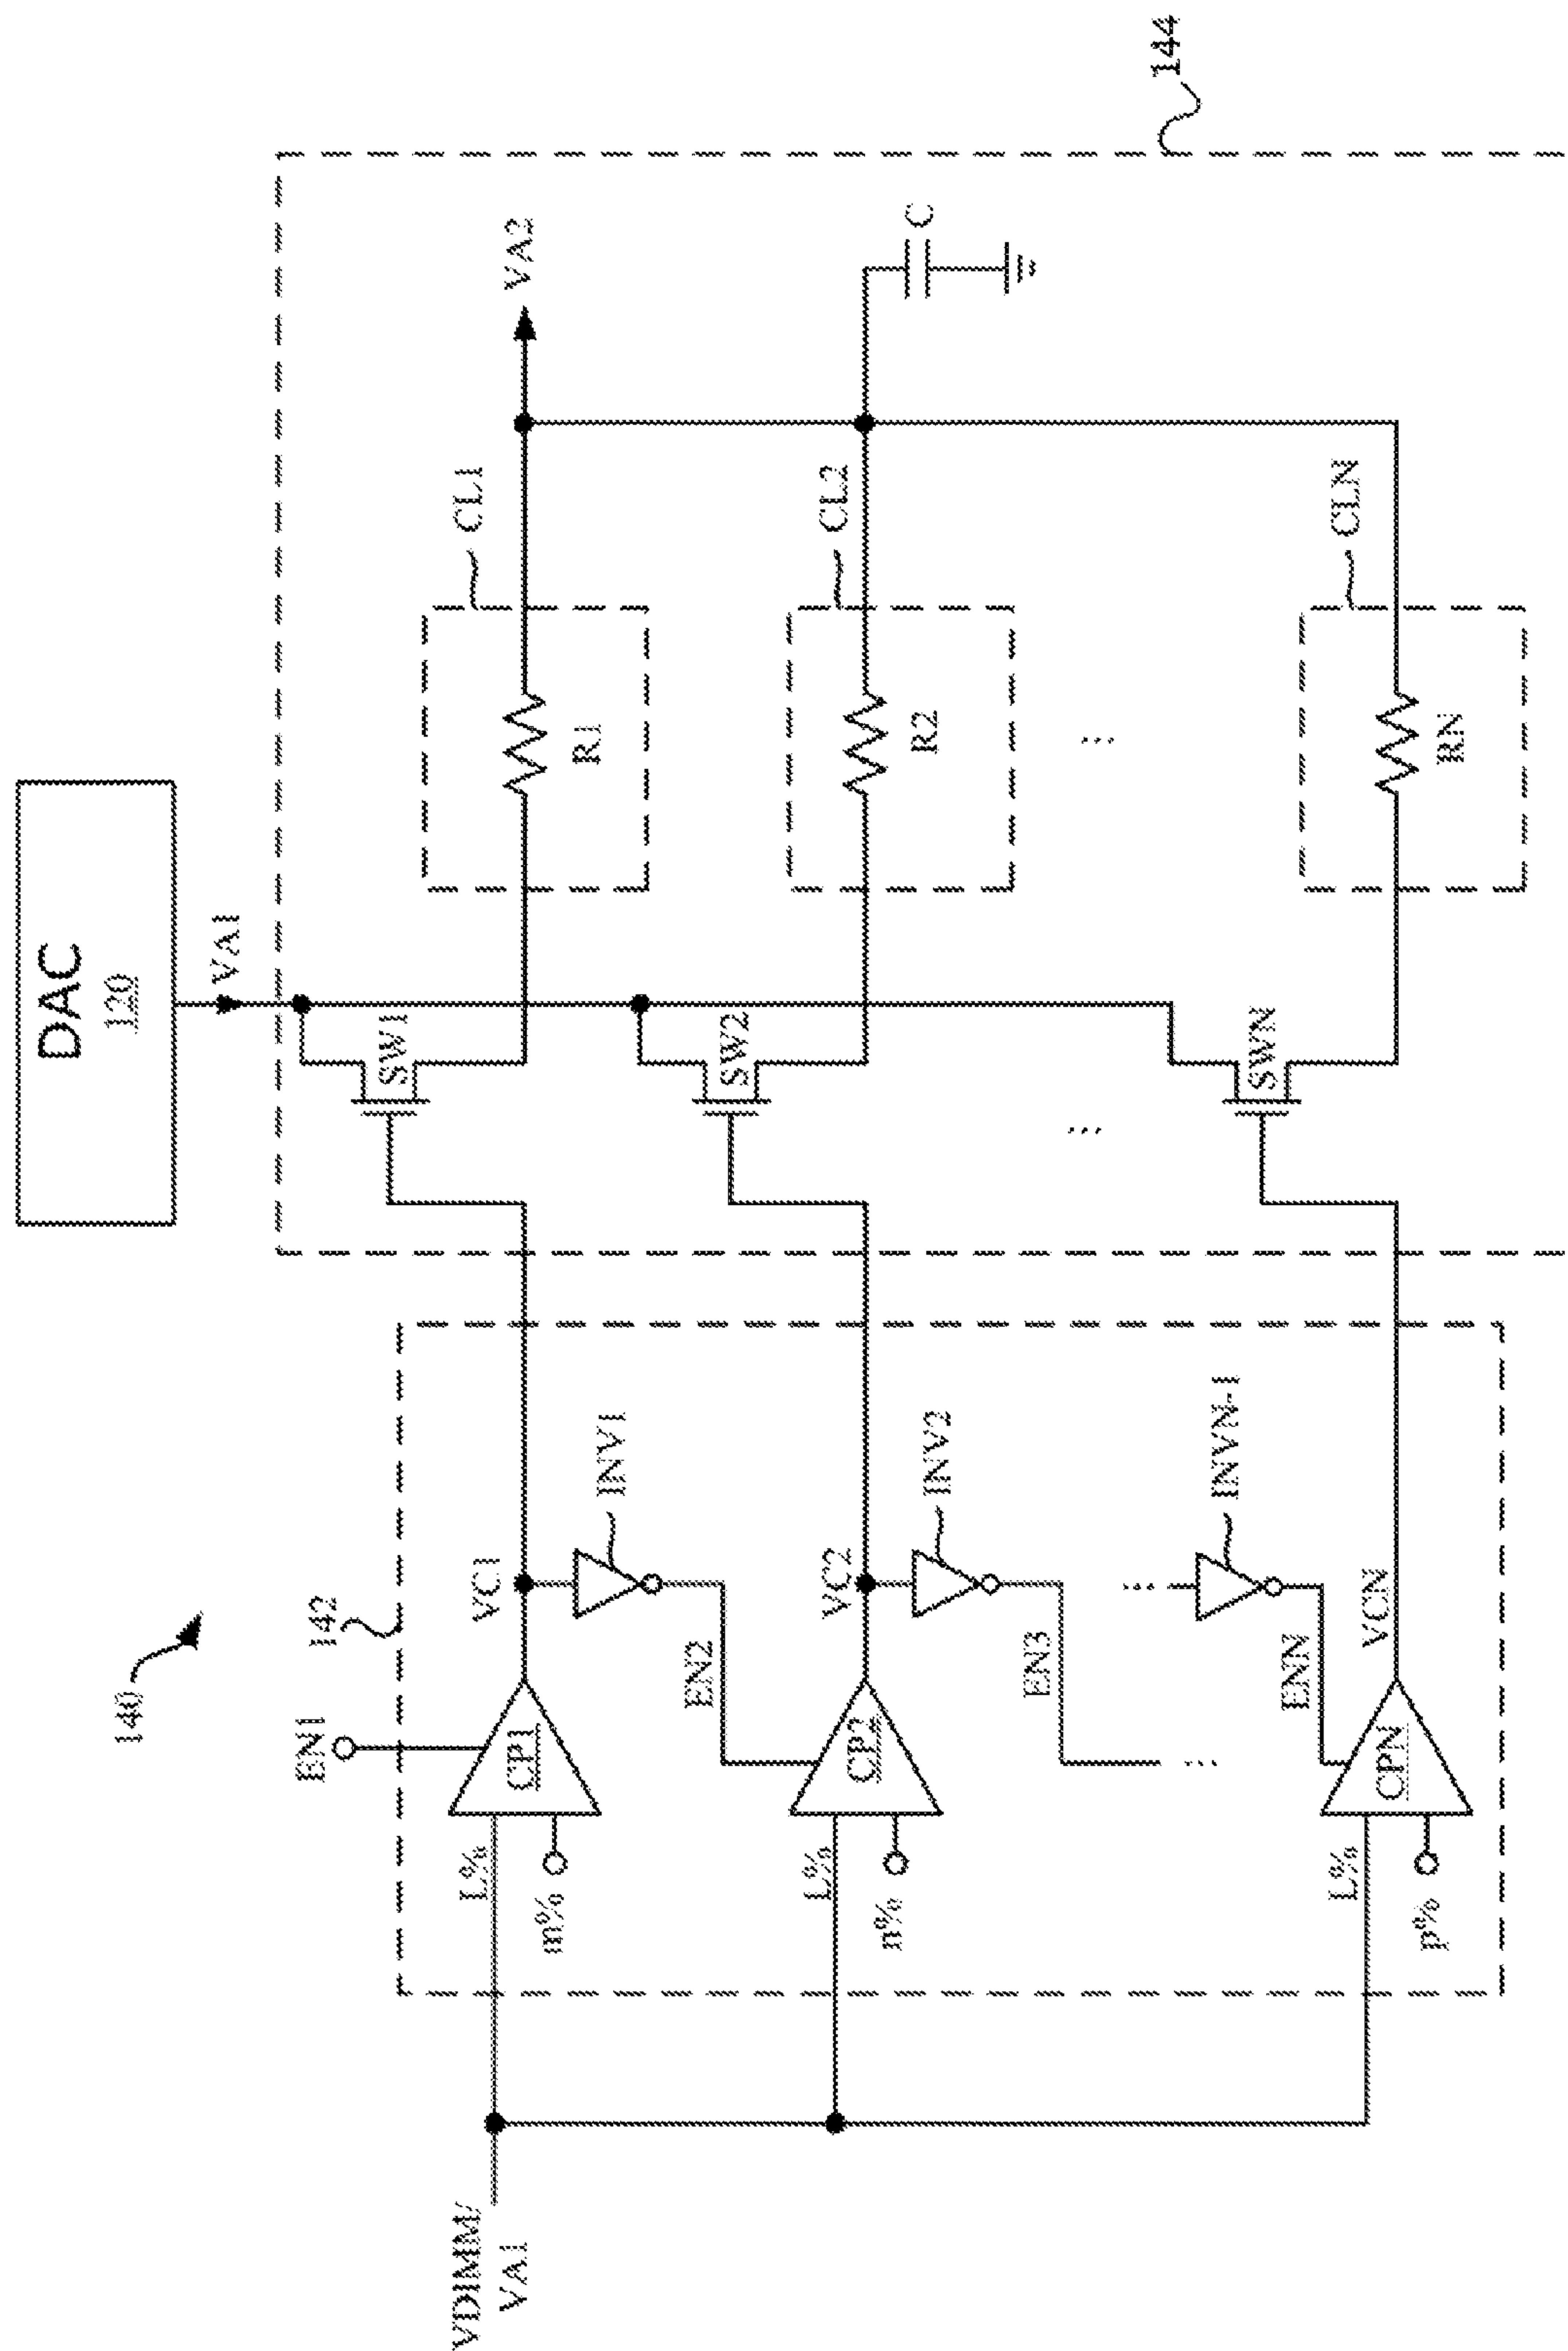 140
DAC
120
VA1
144
142
EN1
VDIMM/
VA1
L%
m%
CP1
VC1
INV1
EN2
SW1
R1
CL1
VA2
L%
n%
CP2
VC2
INV2
EN3
SW2
R2
CL2
C
...
...
...
...
INVN-1
ENN
L%
p%
CPN
VCN
SWN
RN
CLN